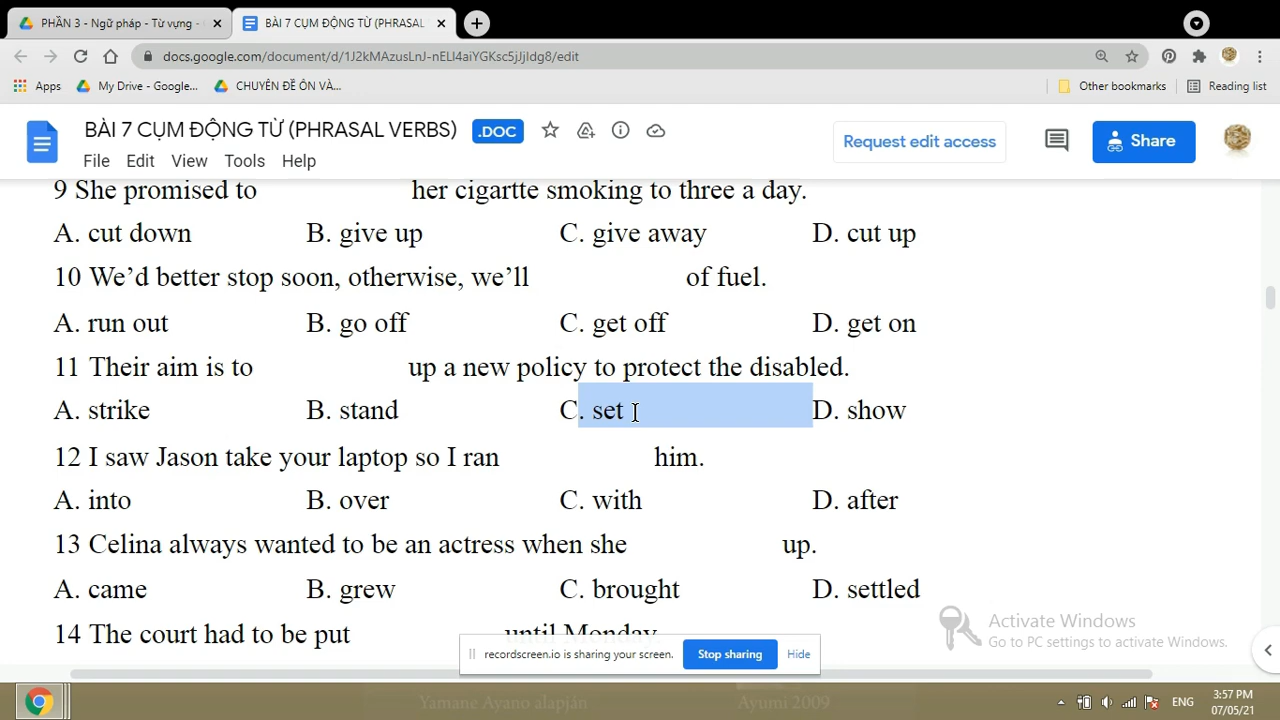 PHẦN 3 - Ngữ pháp - Từ vựng -
BÀI 7 CỤM ĐỘNG TỪ (PHRASAL
docs.google.com/document/d/
Apps
My Drive - Google...
CHUYÊN ĐỀ ÔN VÀ...
Other bookmarks
Reading list
BÀI 7 CỤM ĐỘNG TỪ (PHRASAL VERBS)
.DOC
Request edit access
Share
File
Edit
View
Tools
Help
9 She promised to her cigartte smoking to three a day.
A. cut down B. give up C. give away D. cut up
10 We’d better stop soon, otherwise, we’ll of fuel.
A. run out B. go off C. get off D. get on
11 Their aim is to up a new policy to protect the disabled.
A. strike B. stand C. set D. show
12 I saw Jason take your laptop so I ran him.
A. into B. over C. with D. after
13 Celina always wanted to be an actress when she up.
A. came B. grew C. brought D. settled
14 The court had to be put until Monday
Activate Windows
Go to PC settings to activate Windows.
recordscreen.io is sharing your screen.
Stop sharing
Hide
Yamane Ayano alapján
Ayumi 2009
ENG
3:57 PM
07/05/21